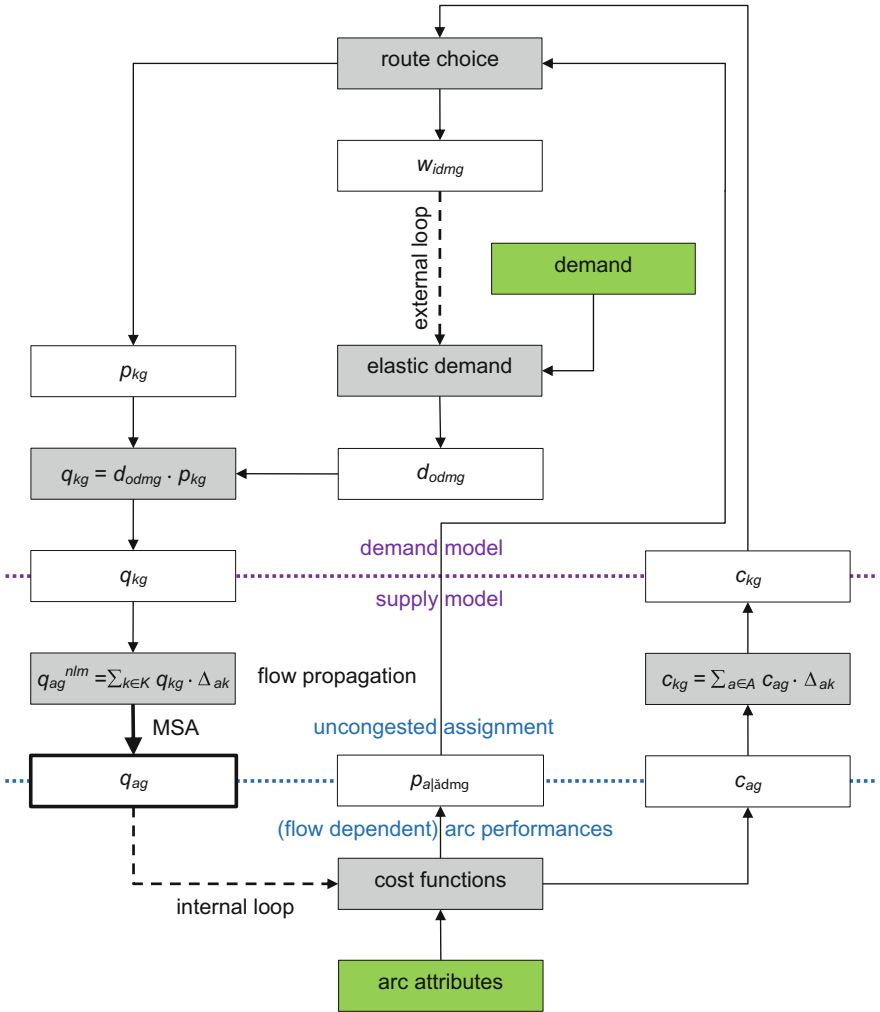 route choice
w_idmg
external loop
demand
p_kg
elastic demand
q_kg = d_odmg · p_kg
d_odmg
demand model
q_kg
c_kg
supply model
q_ag^nlm =∑_k∈K q_kg · Δ_ak
flow propagation
c_kg = ∑_a∈A c_ag · Δ_ak
MSA
uncongested assignment
q_ag
p_a|ădmg
c_ag
(flow dependent) arc performances
cost functions
internal loop
arc attributes